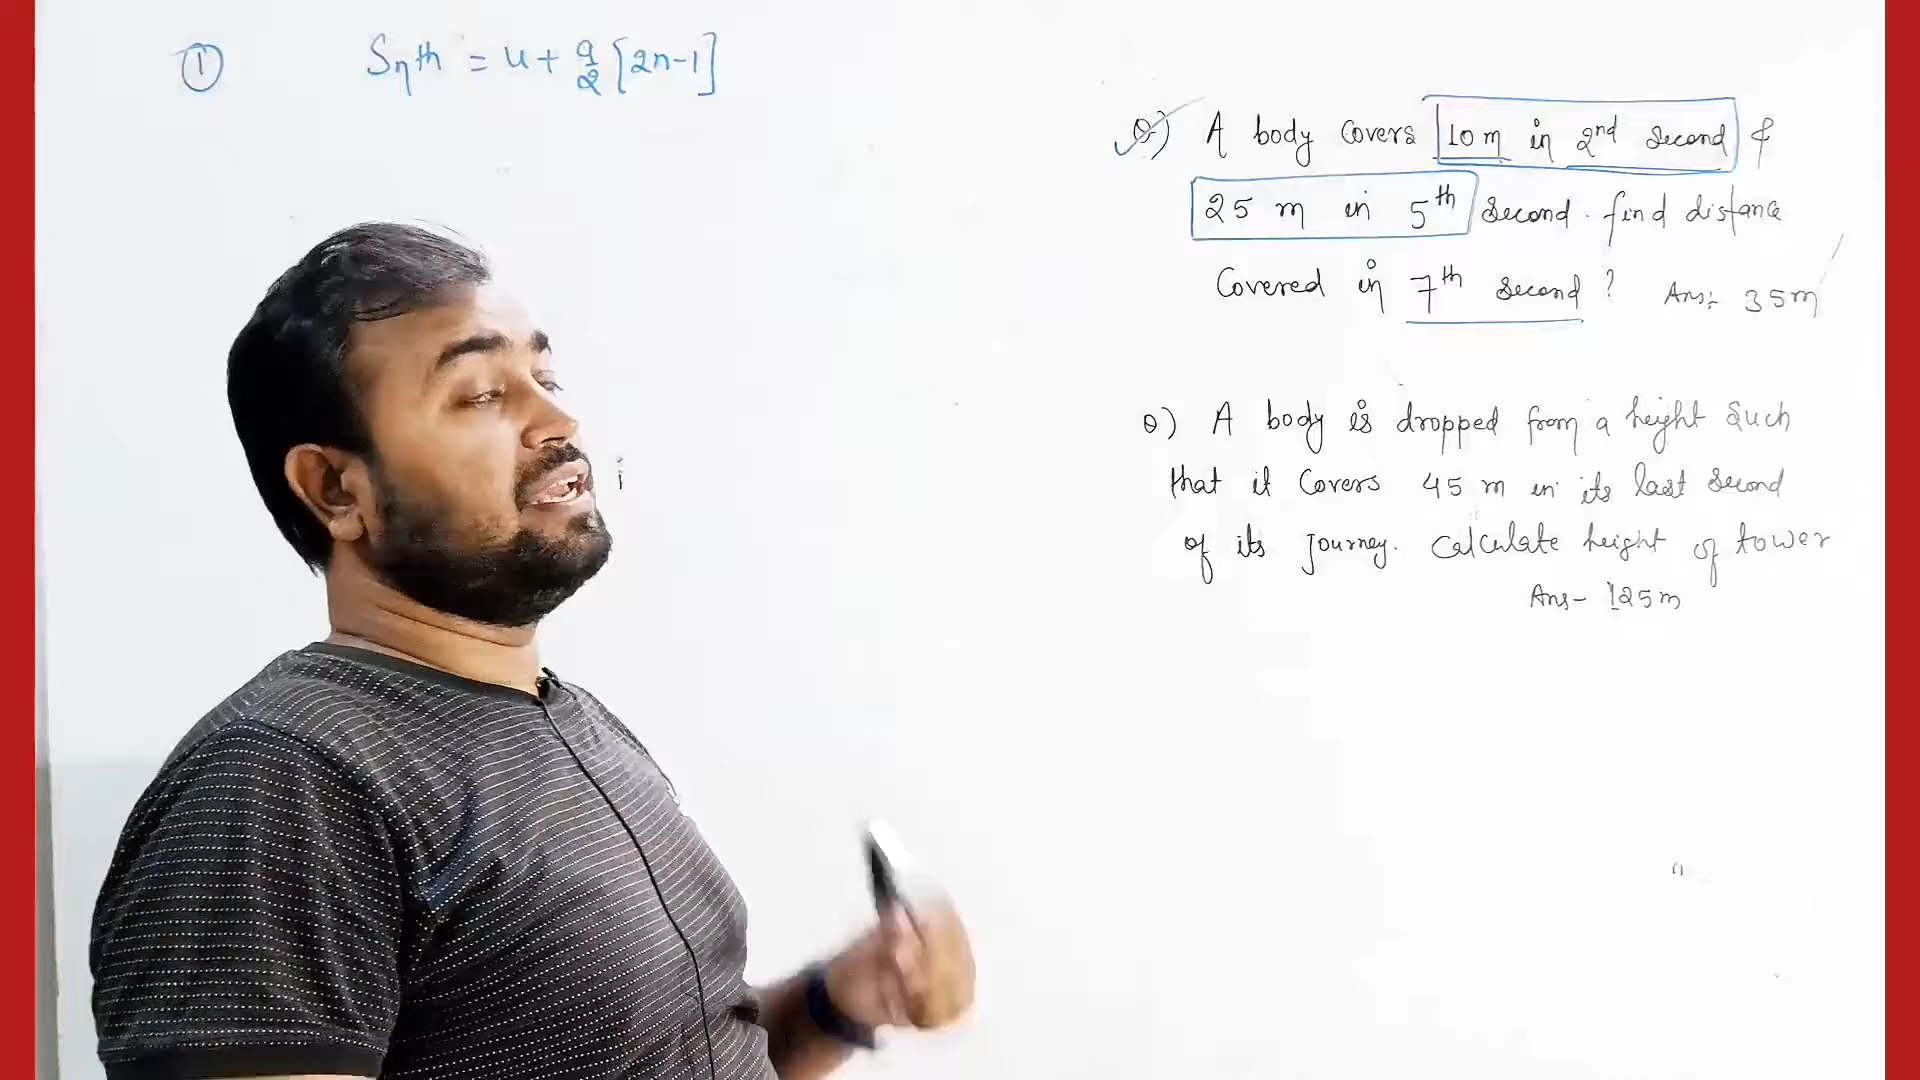 ① Sηth = u + a/2 [2n-1]
Q) A body covers 10 m in 2nd second &
25 m in 5th second. find distance
Covered in 7th second? Ans:- 35m
Q) A body is dropped from a height Such
that it Covers 45 m in its last second
of its journey. Calculate height of tower
Ans- 125m